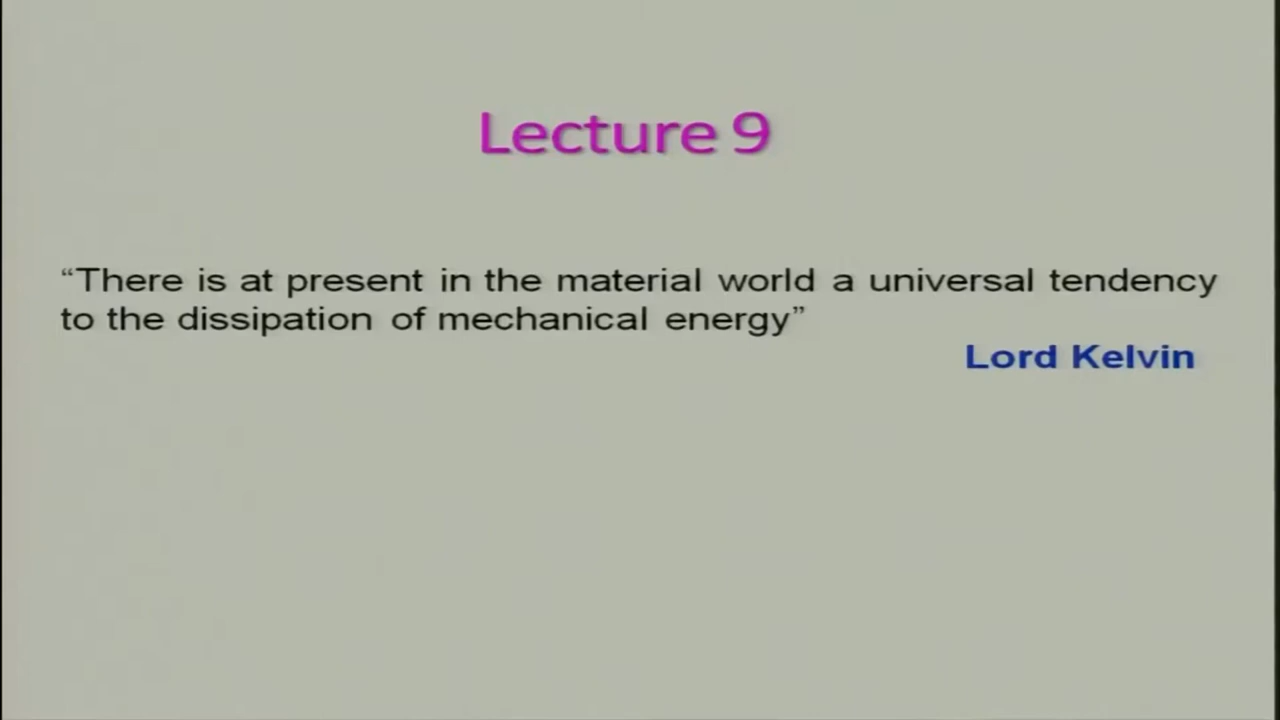 Lecture 9
“There is at present in the material world a universal tendency
to the dissipation of mechanical energy”
Lord Kelvin